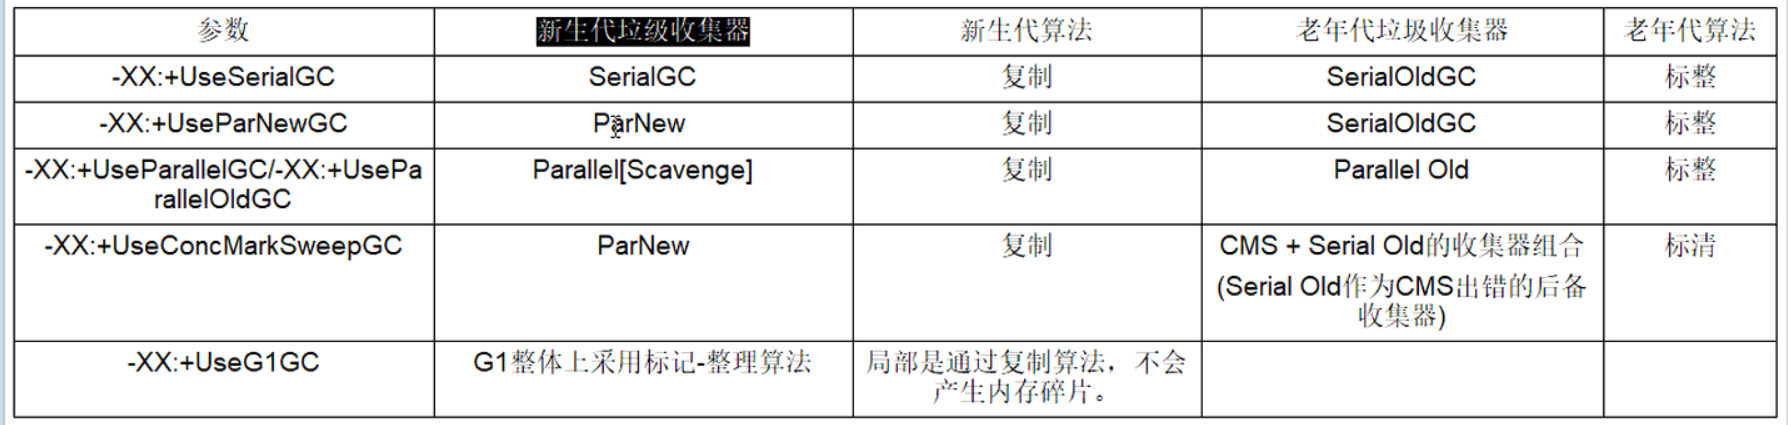 参数 新生代垃级收集器 新生代算法 老年代垃圾收集器 老年代算法
-XX:+UseSerialGC SerialGC 复制 SerialOldGC 标整
-XX:+UseParNewGC ParNew 复制 SerialOldGC 标整
-XX:+UseParallelGC/-XX:+UsePa Parallel[Scavenge] 复制 Parallel Old 标整
rallelOldGC
-XX:+UseConcMarkSweepGC ParNew 复制 CMS + Serial Old的收集器组合 标清
(Serial Old作为CMS出错的后备
收集器)
-XX:+UseG1GC G1整体上采用标记-整理算法 局部是通过复制算法，不会
产生内存碎片。